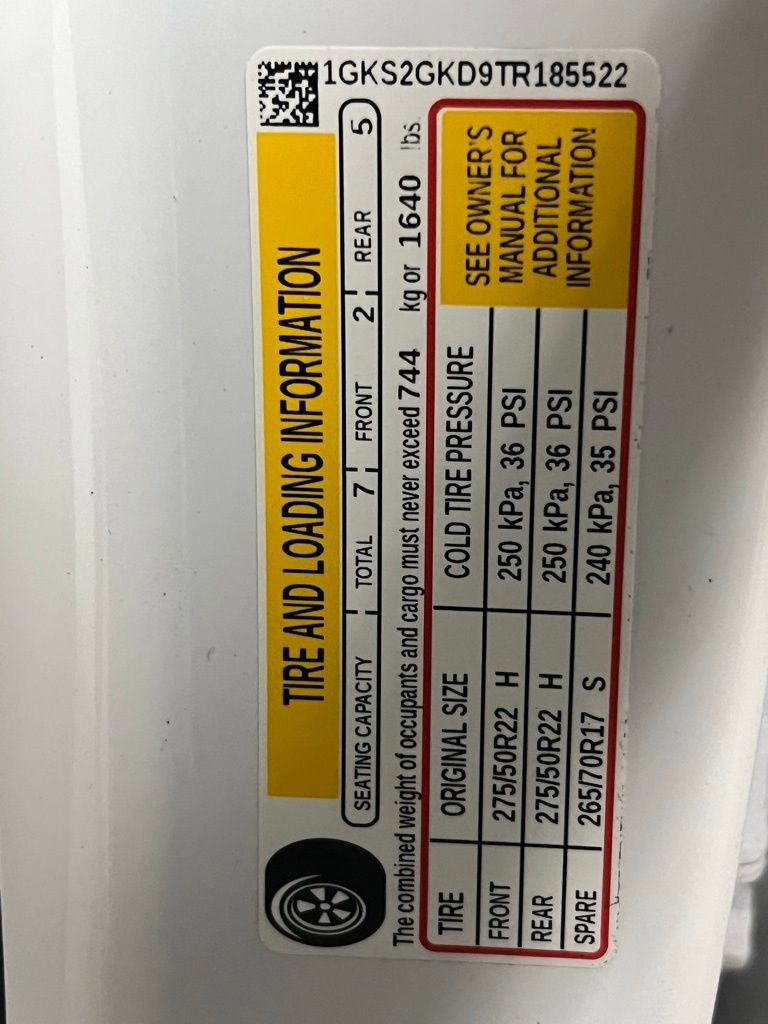 1GKS2GKD9TR185522
TIRE AND LOADING INFORMATION
SEATING CAPACITY TOTAL 7 FRONT 2 REAR 5
The combined weight of occupants and cargo must never exceed 744 kg or 1640 lbs.
TIRE ORIGINAL SIZE COLD TIRE PRESSURE
FRONT 275/50R22 H 250 kPa, 36 PSI
REAR 275/50R22 H 250 kPa, 36 PSI
SPARE 265/70R17 S 240 kPa, 35 PSI
SEE OWNER'S
MANUAL FOR
ADDITIONAL
INFORMATION